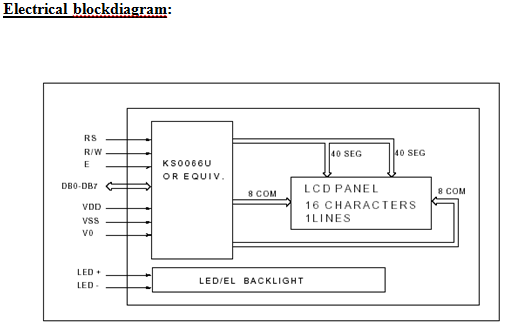 Electrical blockdiagram:
RS
R/W
E
DB0-DB7
VDD
VSS
V0
LED +
LED -
KS0066U
OR EQUIV.
40 SEG
40 SEG
8 COM
8 COM
LCD PANEL
16 CHARACTERS
1LINES
LED/EL BACKLIGHT